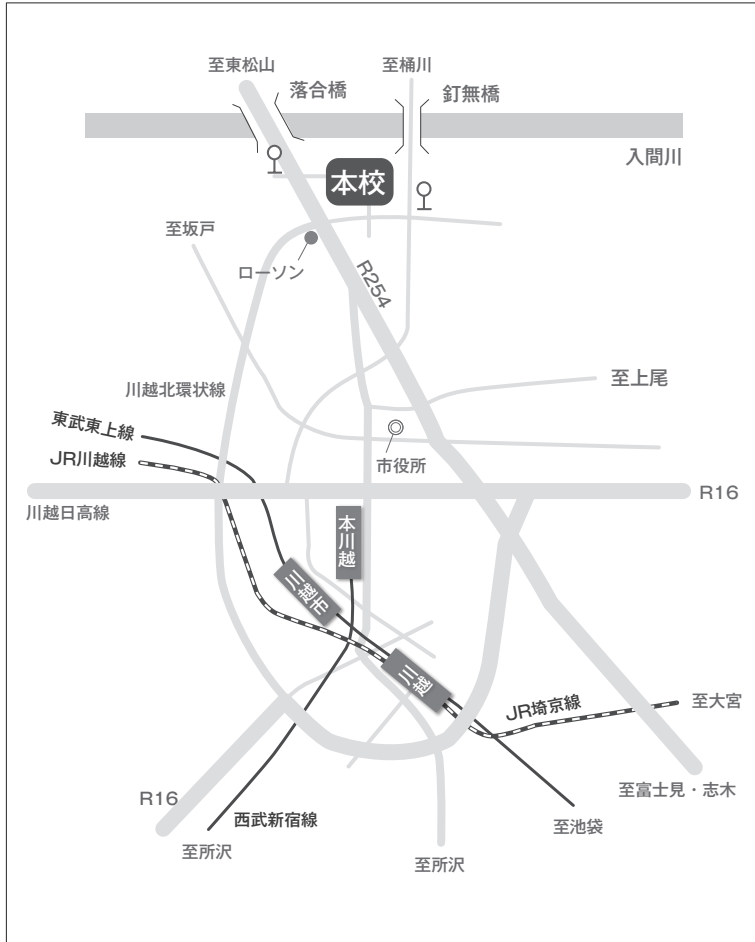 至東松山
至桶川
落合橋
釘無橋
入間川
本校
至坂戸
ローソン
R254
川越北環状線
至上尾
東武東上線
市役所
JR川越線
R16
川越日高線
本川越
川越市
川越
JR埼京線
至大宮
至富士見・志木
R16
西武新宿線
至池袋
至所沢
至所沢